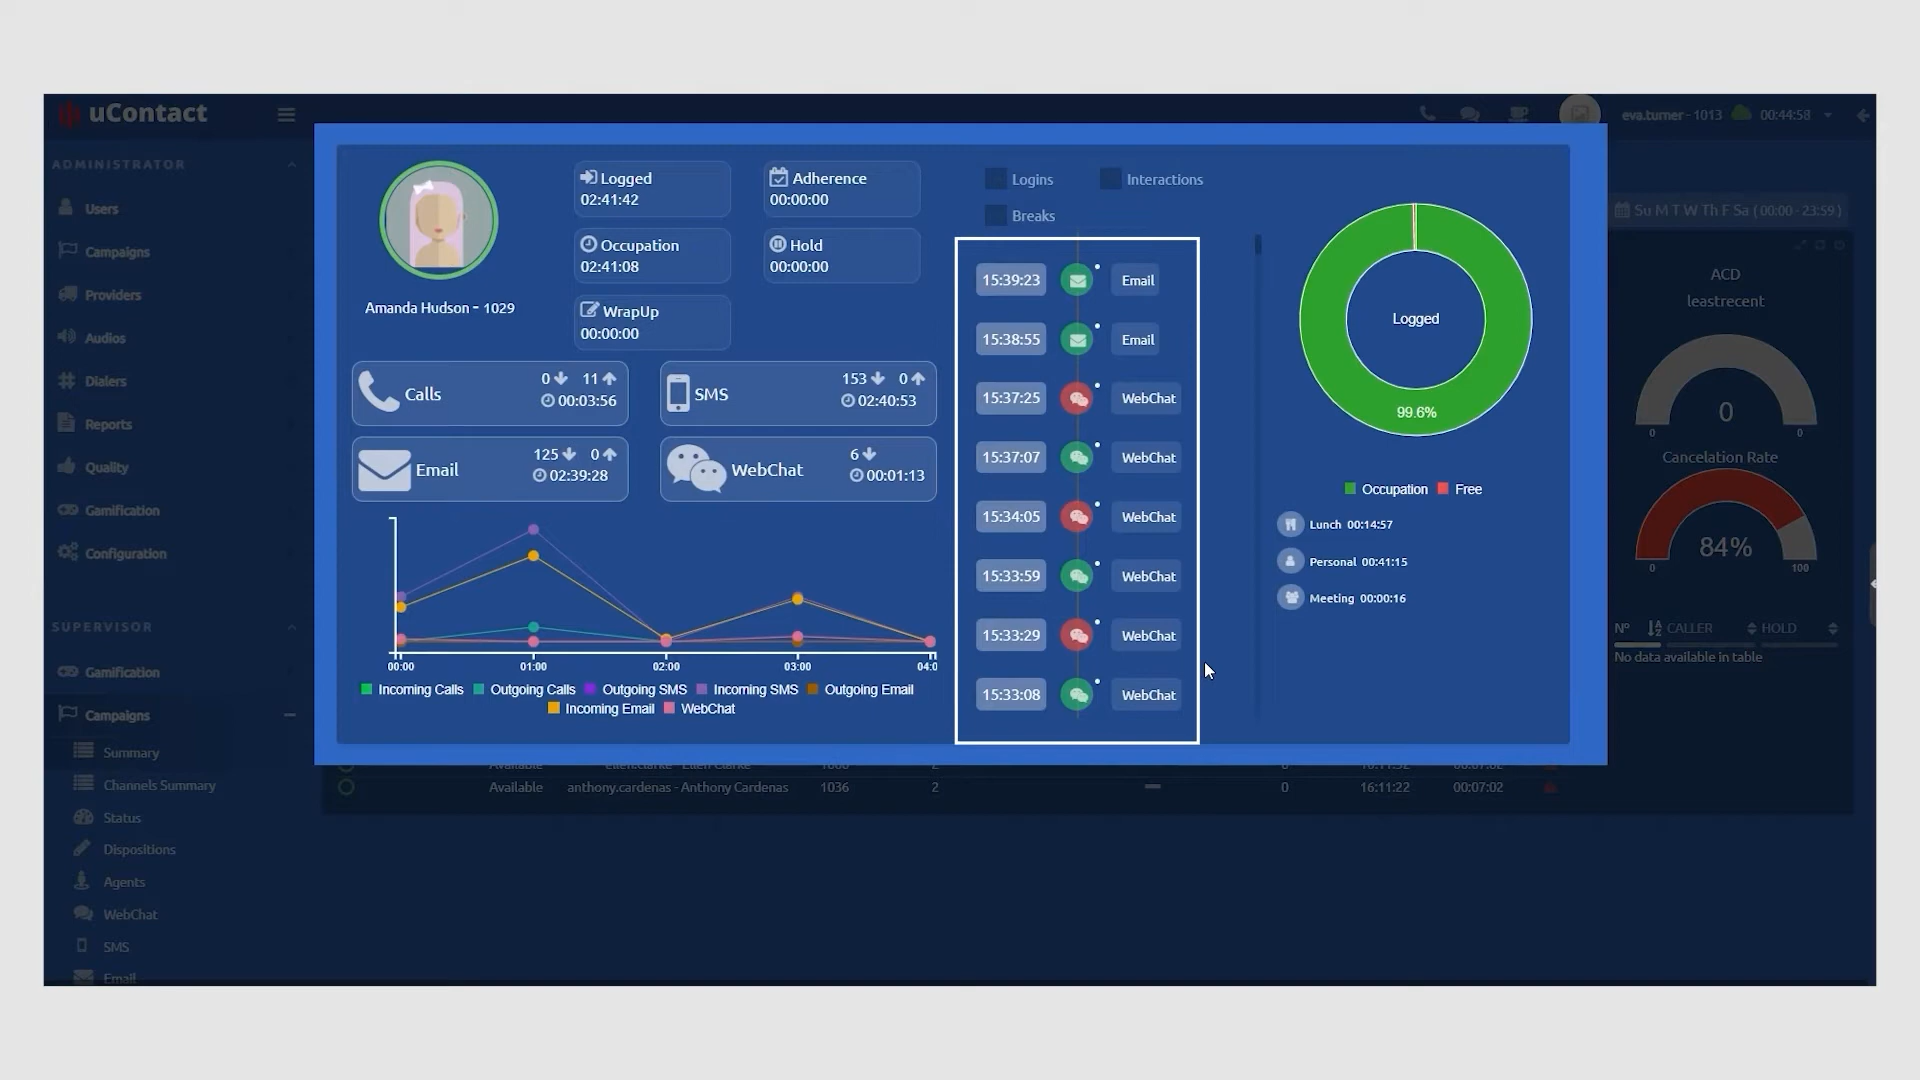 uContact
eva.turner - 1013 00:44:58
ADMINISTRATOR
Users
Campaigns
Providers
Audios
Dialers
Reports
Quality
Gamification
Configuration
SUPERVISOR
Gamification
Campaigns
Summary
Channels Summary
Status
Dispositions
Agents
WebChat
SMS
Email
Amanda Hudson - 1029
Logged
02:41:42
Adherence
00:00:00
Occupation
02:41:08
Hold
00:00:00
WrapUp
00:00:00
Calls
0 11
00:03:56
SMS
153 0
02:40:53
Email
125 0
02:39:28
WebChat
6
00:01:13
00:00 01:00 02:00 03:00 04:0
Incoming Calls Outgoing Calls Outgoing SMS Incoming SMS Outgoing Email
Incoming Email WebChat
Logins Interactions
Breaks
15:39:23 Email
15:38:55 Email
15:37:25 WebChat
15:37:07 WebChat
15:34:05 WebChat
15:33:59 WebChat
15:33:29 WebChat
15:33:08 WebChat
Logged
99.6%
Occupation Free
Lunch 00:14:57
Personal 00:41:15
Meeting 00:00:16
Su M T W Th F Sa ( 00:00 - 23:59 )
ACD
leastrecent
0
0 0
Cancelation Rate
84%
0 100
Nº CALLER HOLD
No data available in table
Available anthony.cardenas - Anthony Cardenas 1036 2 0 16:11:22 00:07:02